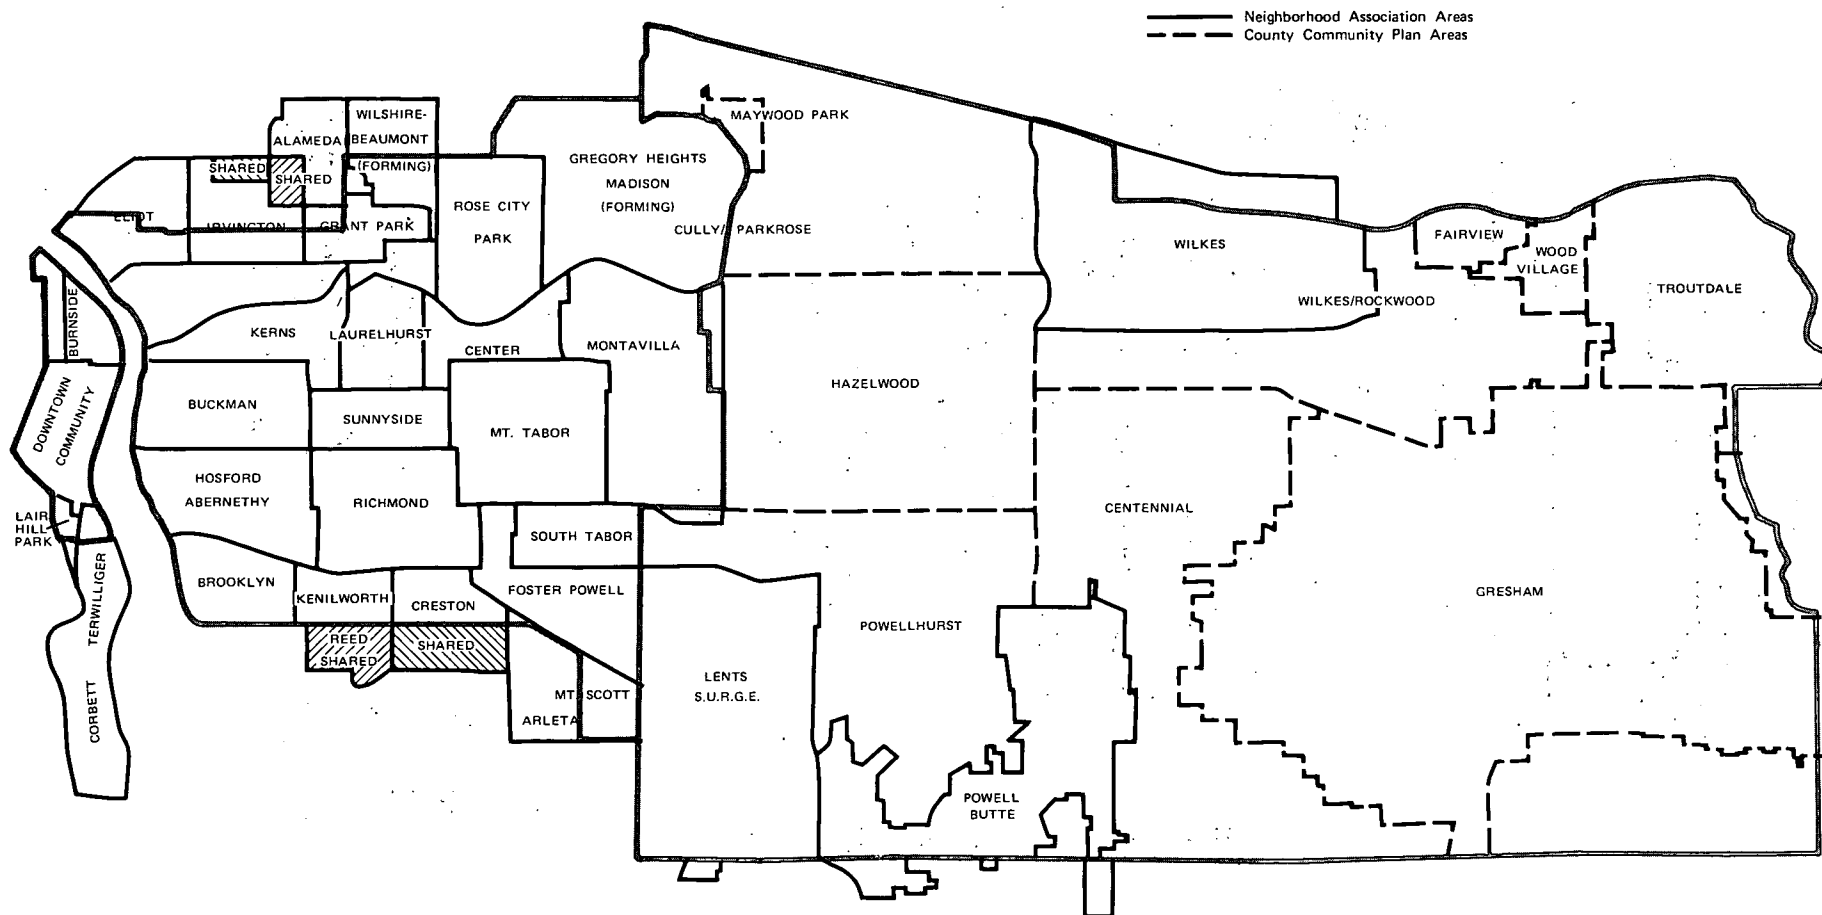 Neighborhood Association Areas
County Community Plan Areas
WILSHIRE-
BEAUMONT
(FORMING)
ALAMEDA
MAYWOOD PARK
SHARED
SHARED
GREGORY HEIGHTS
MADISON
(FORMING)
ELIOT
IRVINGTON
GRANT PARK
ROSE CITY
PARK
CULLY/PARKROSE
WILKES
FAIRVIEW
WOOD
VILLAGE
TROUTDALE
WILKES/ROCKWOOD
BURNSIDE
KERNS
LAURELHURST
CENTER
MONTAVILLA
HAZELWOOD
DOWNTOWN
COMMUNITY
BUCKMAN
SUNNYSIDE
MT. TABOR
HOSFORD
ABERNETHY
RICHMOND
CENTENNIAL
LAIR
HILL
PARK
SOUTH TABOR
BROOKLYN
KENILWORTH
CRESTON
FOSTER POWELL
GRESHAM
CORBETT TERWILLIGER
REED
SHARED
SHARED
POWELLHURST
LENTS
S.U.R.G.E.
MT. SCOTT
ARLETA
POWELL
BUTTE